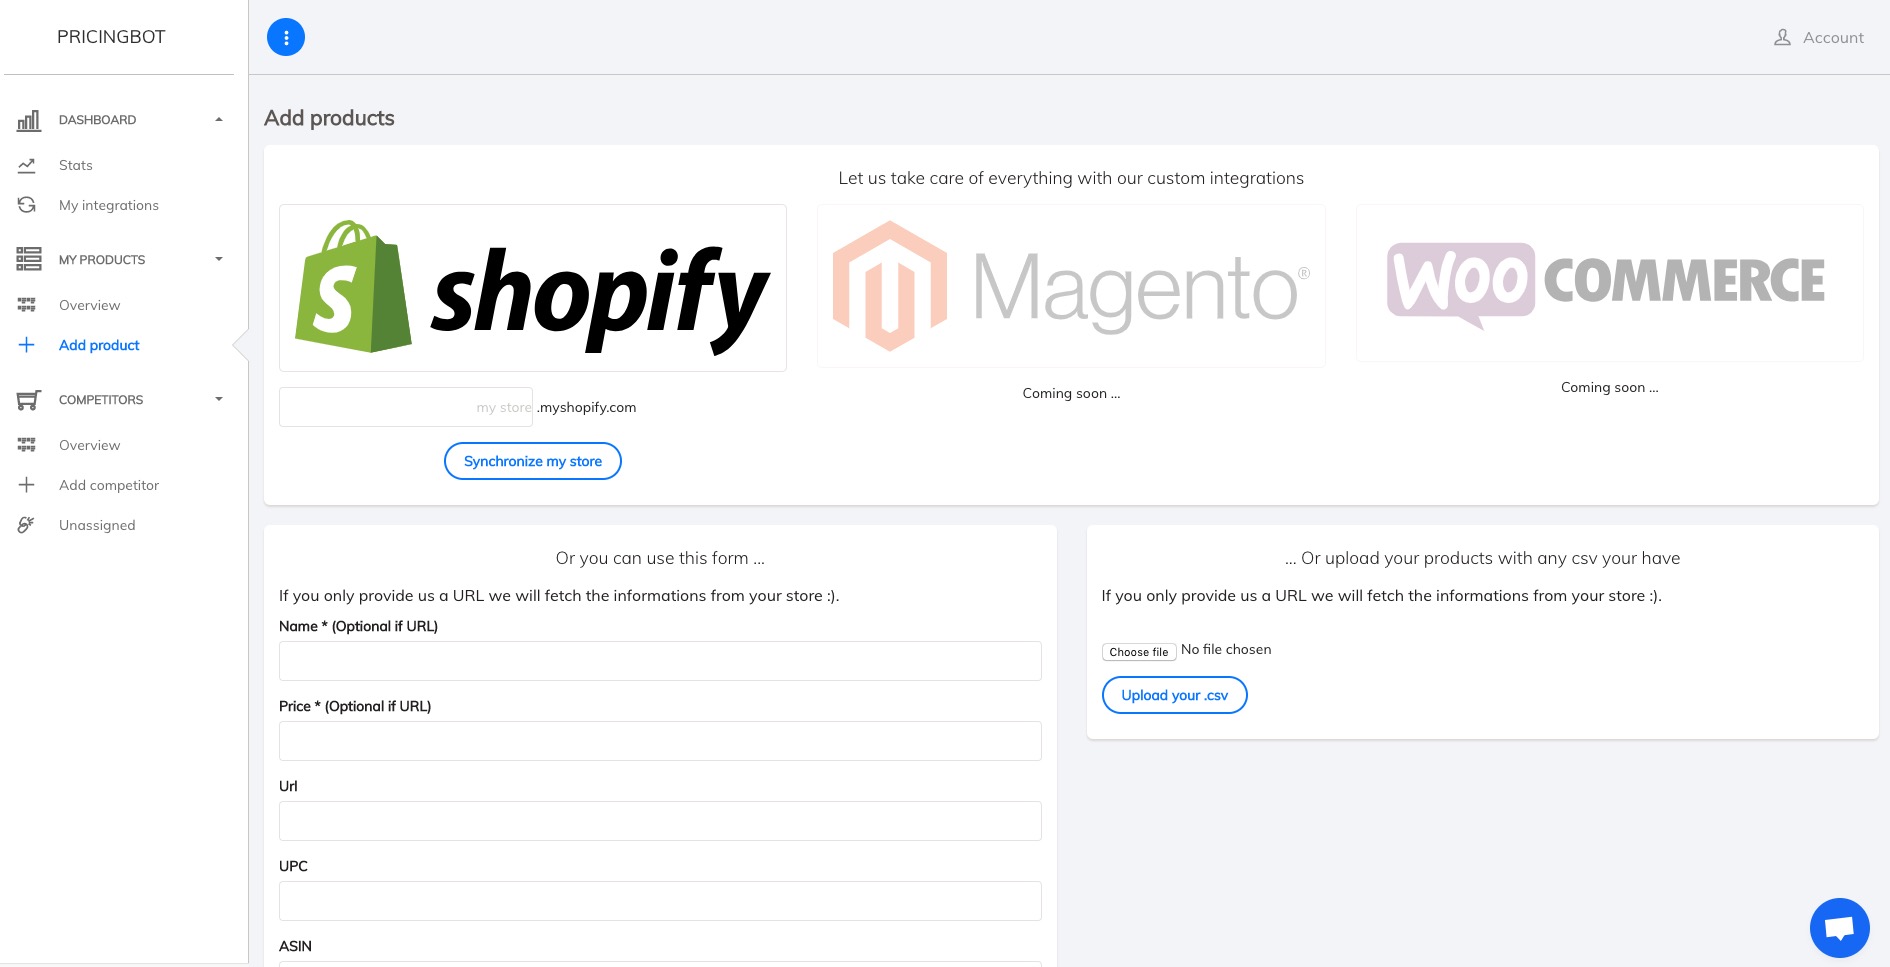 PRICINGBOT
Account
DASHBOARD
Stats
My integrations
MY PRODUCTS
Overview
Add product
COMPETITORS
Overview
Add competitor
Unassigned
Add products
Let us take care of everything with our custom integrations
shopify
my store .myshopify.com
Synchronize my store
Magento®
Coming soon ...
WOO COMMERCE
Coming soon ...
Or you can use this form ...
If you only provide us a URL we will fetch the informations from your store :).
Name * (Optional if URL)
Price * (Optional if URL)
Url
UPC
ASIN
... Or upload your products with any csv your have
If you only provide us a URL we will fetch the informations from your store :).
Choose file No file chosen
Upload your .csv